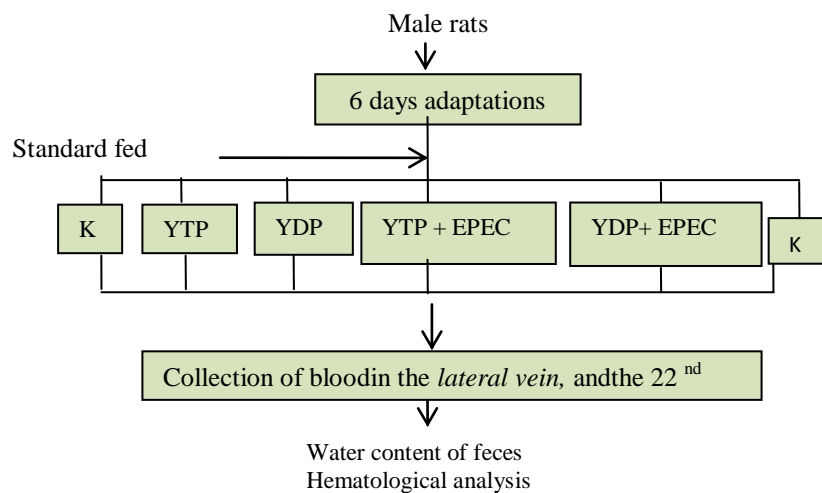 Male rats
6 days adaptations
Standard fed
K
YTP
YDP
YTP + EPEC
YDP+ EPEC
K
Collection of bloodin the lateral vein, andthe 22 nd
Water content of feces
Hematological analysis